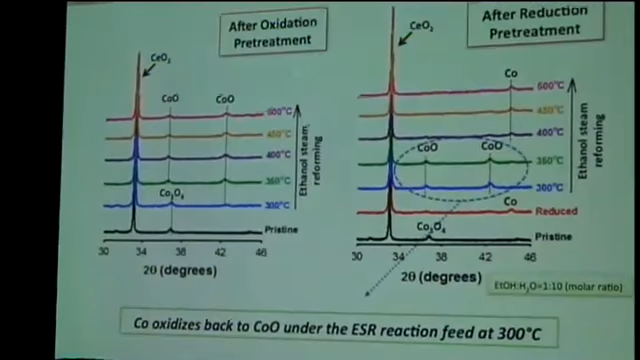 After Oxidation
Pretreatment
CeO2
CoO
CoO
500°C
450°C
400°C
350°C
300°C
Co3O4
Pristine
Ethanol steam
reforming
30 34 38 42 46
2θ (degrees)
After Reduction
Pretreatment
CeO2
Co
500°C
450°C
400°C
CoO
CoO
350°C
300°C
Co
Reduced
Co3O4
Pristine
Ethanol steam
reforming
30 34 38 42 46
2θ (degrees)
EtOH:H2O=1:10 (molar ratio)
Co oxidizes back to CoO under the ESR reaction feed at 300°C